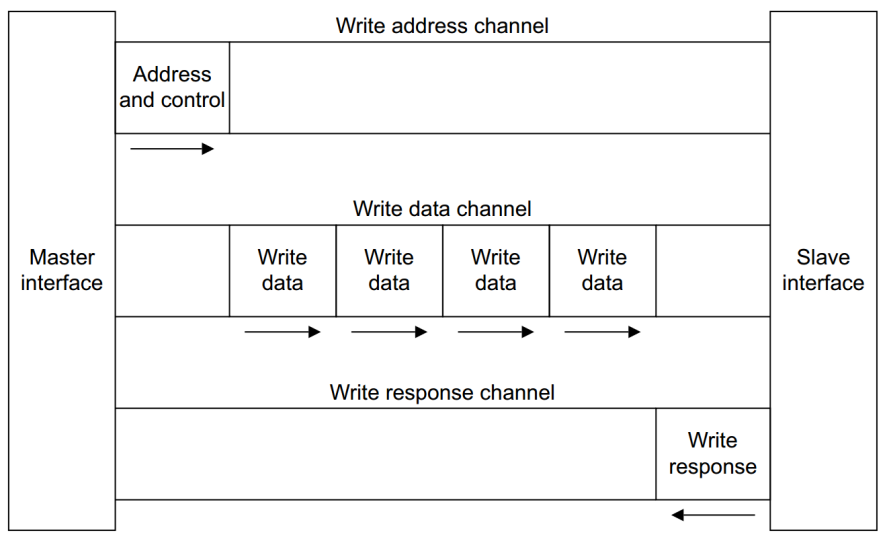 Write address channel
Address
and control
Write data channel
Master
interface
Write
data
Write
data
Write
data
Write
data
Slave
interface
Write response channel
Write
response